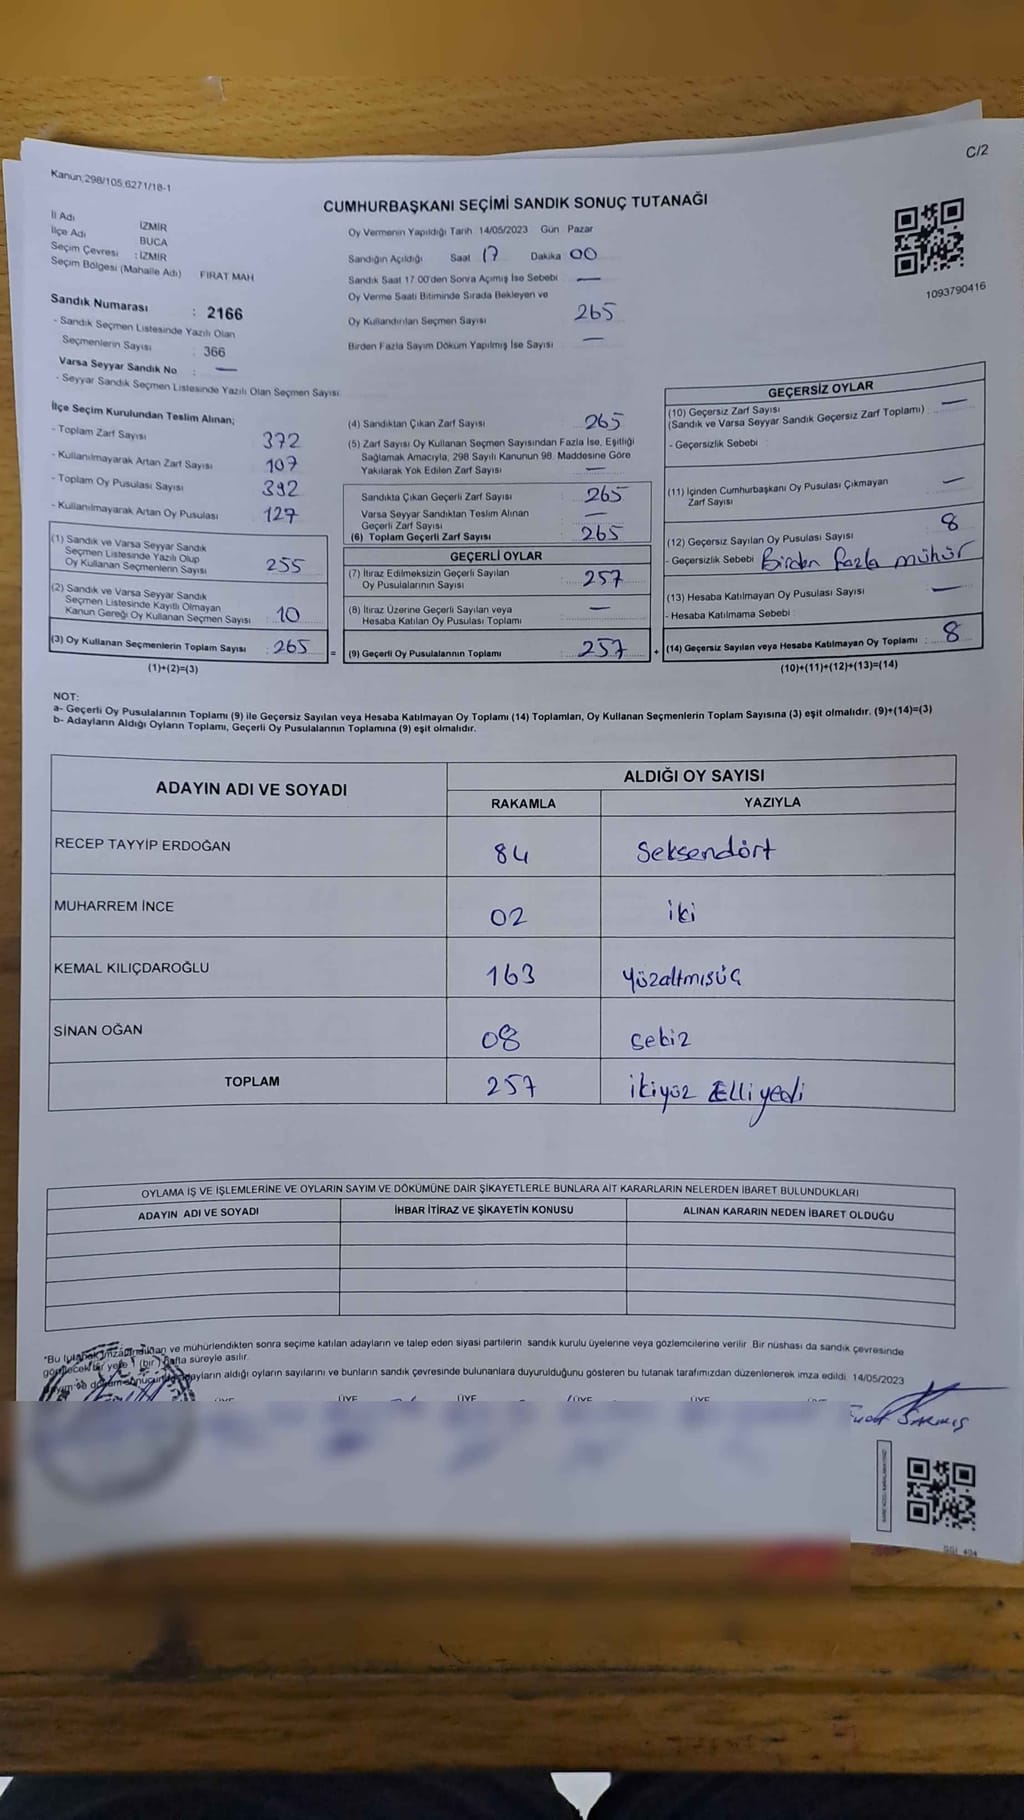 C/2
Kanun:298/105,6271/18-1
CUMHURBAŞKANI SEÇİMİ SANDIK SONUÇ TUTANAĞI
İl Adı İZMİR
İlçe Adı BUCA
Seçim Çevresi : İZMİR
Seçim Bölgesi (Mahalle Adı) FIRAT MAH
Sandık Numarası : 2166
- Sandık Seçmen Listesinde Yazılı Olan
Seçmenlerin Sayısı : 366
Varsa Seyyar Sandık No : —
- Seyyar Sandık Seçmen Listesinde Yazılı Olan Seçmen Sayısı
Oy Vermenin Yapıldığı Tarih 14/05/2023 Gün Pazar
Sandığın Açıldığı Saat 17 Dakika 00
Sandık Saat 17.00'den Sonra Açımış İse Sebebi —
Oy Verme Saati Bitiminde Sırada Bekleyen ve
Oy Kullandırılan Seçmen Sayısı 265
Birden Fazla Sayım Döküm Yapılmış İse Sayısı —
1093790416
İlçe Seçim Kurulundan Teslim Alınan;
- Toplam Zarf Sayısı 372
- Kullanılmayarak Artan Zarf Sayısı 107
- Toplam Oy Pusulası Sayısı 392
- Kullanılmayarak Artan Oy Pusulası 127
(1) Sandık ve Varsa Seyyar Sandık
Seçmen Listesinde Yazılı Olup
Oy Kullanan Seçmenlerin Sayısı 255
(2) Sandık ve Varsa Seyyar Sandık
Seçmen Listesinde Kayıtlı Olmayan
Kanun Gereği Oy Kullanan Seçmen Sayısı : 10
(3) Oy Kullanan Seçmenlerin Toplam Sayısı : 265 =
(1)+(2)=(3)
(4) Sandıktan Çıkan Zarf Sayısı : 265
(5) Zarf Sayısı Oy Kullanan Seçmen Sayısından Fazla İse, Eşitliği
Sağlamak Amacıyla, 298 Sayılı Kanunun 98. Maddesine Göre
Yakılarak Yok Edilen Zarf Sayısı —
Sandıkta Çıkan Geçerli Zarf Sayısı : 265
Varsa Seyyar Sandıktan Teslim Alınan
Geçerli Zarf Sayısı —
(6) Toplam Geçerli Zarf Sayısı : 265
GEÇERLİ OYLAR
(7) İtiraz Edilmeksizin Geçerli Sayılan
Oy Pusulalarının Sayısı : 257
(8) İtiraz Üzerine Geçerli Sayılan veya
Hesaba Katılan Oy Pusulası Toplamı —
(9) Geçerli Oy Pusulalarının Toplamı : 257 +
GEÇERSİZ OYLAR
(10) Geçersiz Zarf Sayısı
(Sandık ve Varsa Seyyar Sandık Geçersiz Zarf Toplamı) : —
- Geçersizlik Sebebi :
(11) İçinden Cumhurbaşkanı Oy Pusulası Çıkmayan
Zarf Sayısı —
(12) Geçersiz Sayılan Oy Pusulası Sayısı 8
- Geçersizlik Sebebi Birden fazla mühür
(13) Hesaba Katılmayan Oy Pusulası Sayısı —
- Hesaba Katılmama Sebebi :
(14) Geçersiz Sayılan veya Hesaba Katılmayan Oy Toplamı : 8
(10)+(11)+(12)+(13)=(14)
NOT:
a- Geçerli Oy Pusulalarının Toplamı (9) ile Geçersiz Sayılan veya Hesaba Katılmayan Oy Toplamı (14) Toplamları, Oy Kullanan Seçmenlerin Toplam Sayısına (3) eşit olmalıdır. (9)+(14)=(3)
b- Adayların Aldığı Oyların Toplamı, Geçerli Oy Pusulalarının Toplamına (9) eşit olmalıdır.
ADAYIN ADI VE SOYADI ALDIĞI OY SAYISI
RAKAMLA YAZIYLA
RECEP TAYYİP ERDOĞAN 84 Seksendört
MUHARREM İNCE 02 iki
KEMAL KILIÇDAROĞLU 163 yüzaltmısüç
SİNAN OĞAN 08 sekiz
TOPLAM 257 ikiyüz Elli yedi
OYLAMA İŞ VE İŞLEMLERİNE VE OYLARIN SAYIM VE DÖKÜMÜNE DAİR ŞİKAYETLERLE BUNLARA AİT KARARLARIN NELERDEN İBARET BULUNDUKLARI
ADAYIN ADI VE SOYADI İHBAR İTİRAZ VE ŞİKAYETİN KONUSU ALINAN KARARIN NEDEN İBARET OLDUĞU
"Bu ve mühürlendikten sonra seçime katılan adayların ve talep eden siyasi partilerin sandık kurulu üyelerine veya gözlemcilerine verilir. Bir nüshası da sandık çevresinde
(bir) hafta süreyle asılır.
aldığı oyların sayılarını ve bunların sandık çevresinde bulunanlara duyurulduğunu gösteren bu tutanak tarafımızdan düzenlenerek imza edildi. 14/05/2023
ÜYE ÜYE ÜYE ÜYE